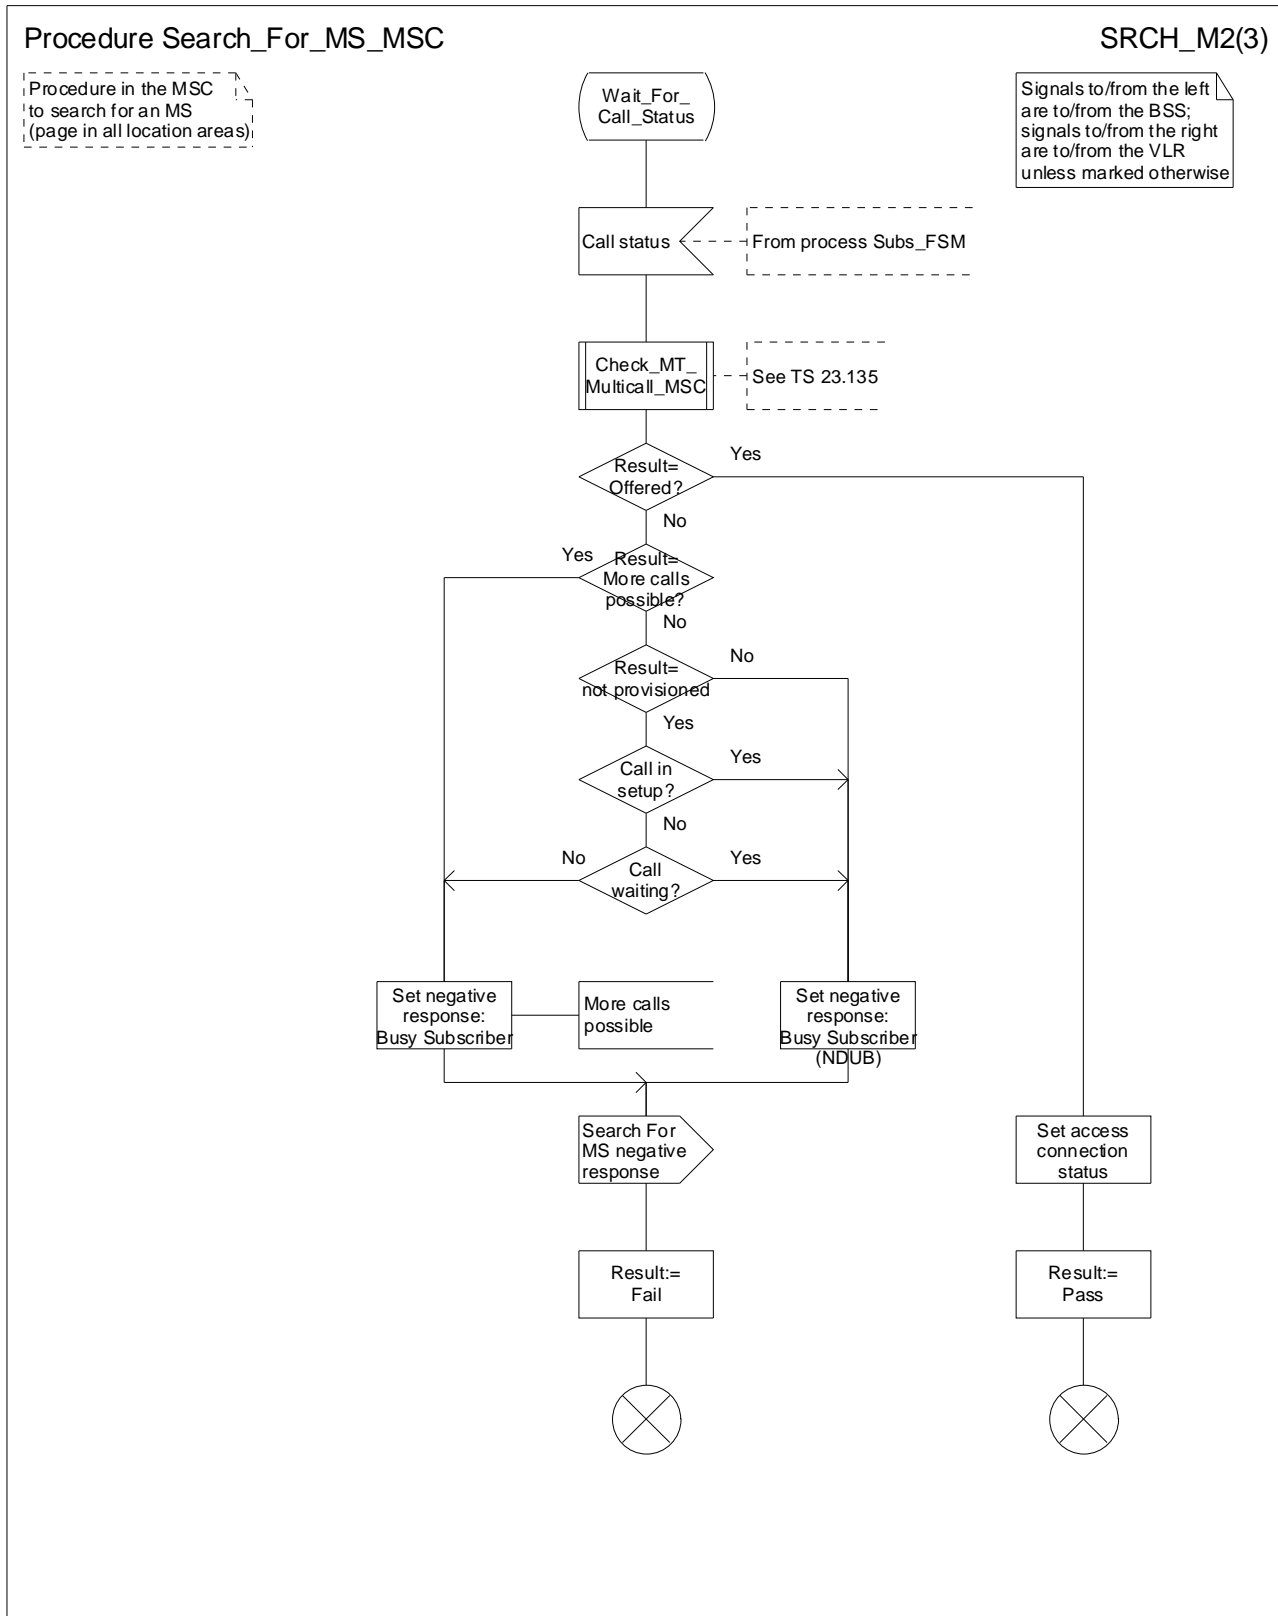 Procedure Search_For_MS_MSC
SRCH_M2(3)
Procedure in the MSC
to search for an MS
(page in all location areas)
Signals to/from the left
are to/from the BSS;
signals to/from the right
are to/from the VLR
unless marked otherwise
Wait_For_
Call_Status
Call status
From process Subs_FSM
Check_MT_
Multicall_MSC
See TS 23.135
Result=
Offered?
Yes
No
Yes
Result=
More calls
possible?
No
Result=
not provisioned
No
Yes
Call in
setup?
Yes
No
No
Call
waiting?
Yes
Set negative
response:
Busy Subscriber
More calls
possible
Set negative
response:
Busy Subscriber
(NDUB)
Search For
MS negative
response
Set access
connection
status
Result:=
Fail
Result:=
Pass